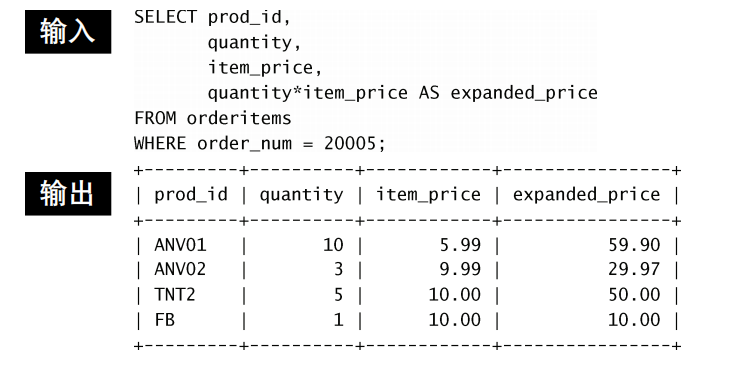 输入
SELECT prod_id,
       quantity,
       item_price,
       quantity*item_price AS expanded_price
FROM orderitems
WHERE order_num = 20005;
输出
+---------+----------+------------+----------------+
| prod_id | quantity | item_price | expanded_price |
+---------+----------+------------+----------------+
| ANV01   |       10 |       5.99 |          59.90 |
| ANV02   |        3 |       9.99 |          29.97 |
| TNT2    |        5 |      10.00 |          50.00 |
| FB      |        1 |      10.00 |          10.00 |
+---------+----------+------------+----------------+